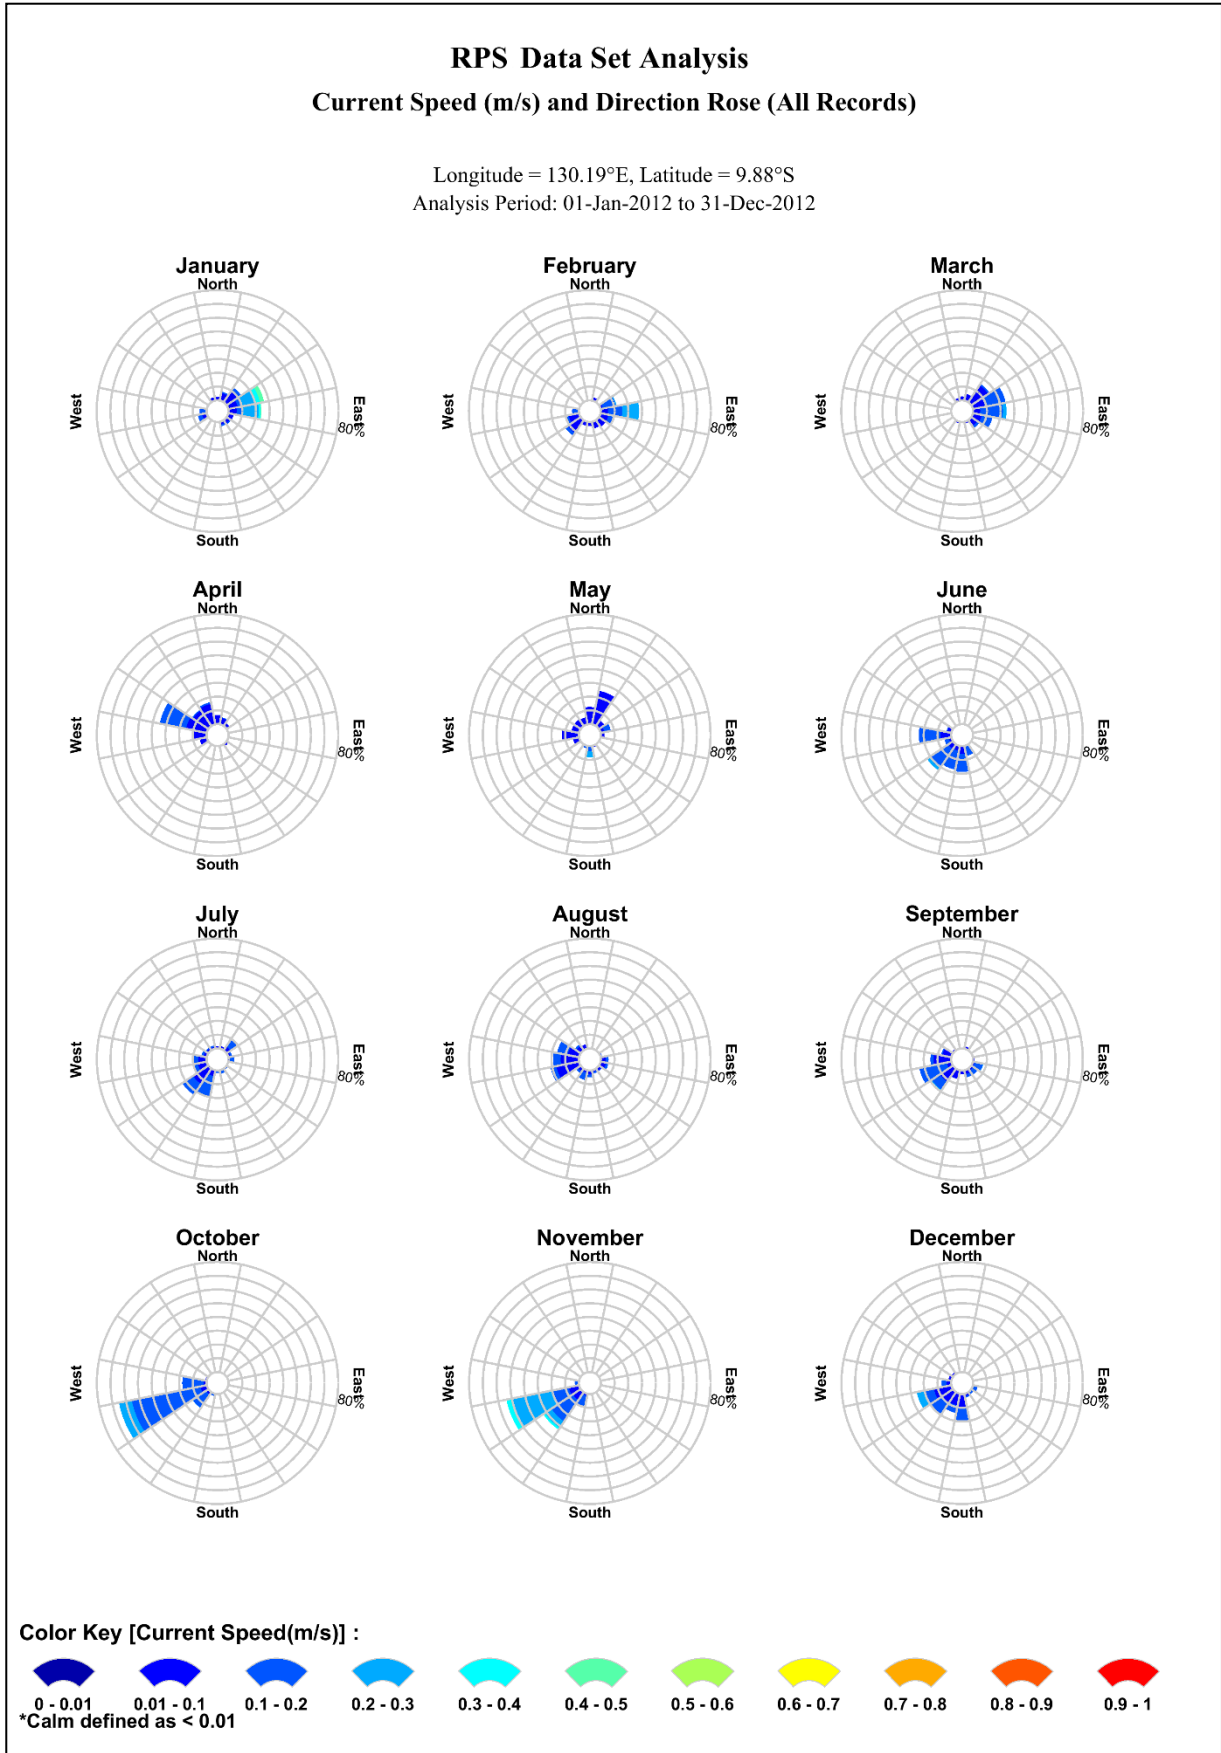 RPS Data Set Analysis
Current Speed (m/s) and Direction Rose (All Records)
Longitude = 130.19°E, Latitude = 9.88°S
Analysis Period: 01-Jan-2012 to 31-Dec-2012
January
North
West
East
80%
South
February
North
West
East
80%
South
March
North
West
East
80%
South
April
North
West
East
80%
South
May
North
West
East
80%
South
June
North
West
East
80%
South
July
North
West
East
80%
South
August
North
West
East
80%
South
September
North
West
East
80%
South
October
North
West
East
80%
South
November
North
West
East
80%
South
December
North
West
East
80%
South
Color Key [Current Speed(m/s)] :
0 - 0.01 0.01 - 0.1 0.1 - 0.2 0.2 - 0.3 0.3 - 0.4 0.4 - 0.5 0.5 - 0.6 0.6 - 0.7 0.7 - 0.8 0.8 - 0.9 0.9 - 1
*Calm defined as < 0.01